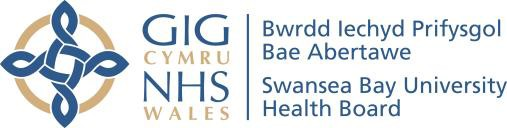 GIG
CYMRU
NHS
WALES
Bwrdd Iechyd Prifysgol
Bae Abertawe
Swansea Bay University
Health Board